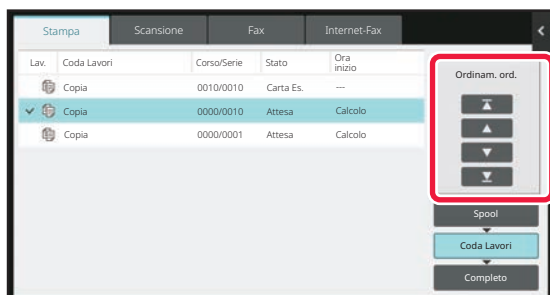 Stampa Scansione Fax Internet-Fax
Lav. Coda Lavori Corso/Serie Stato Ora inizio
Copia 0010/0010 Carta Es. ---
Copia 0000/0010 Attesa Calcolo
Copia 0000/0001 Attesa Calcolo
Ordinam. ord.
Spool
Coda Lavori
Completo